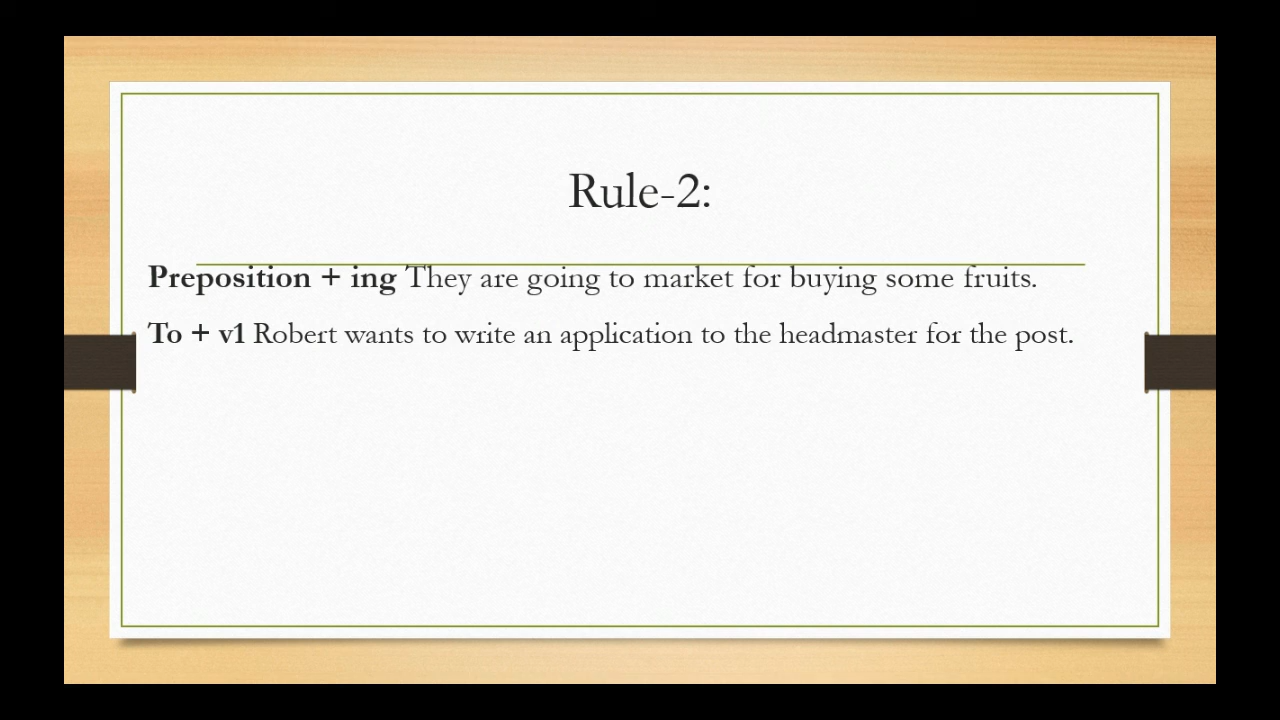 Rule-2:
Preposition + ing They are going to market for buying some fruits.
To + v1 Robert wants to write an application to the headmaster for the post.